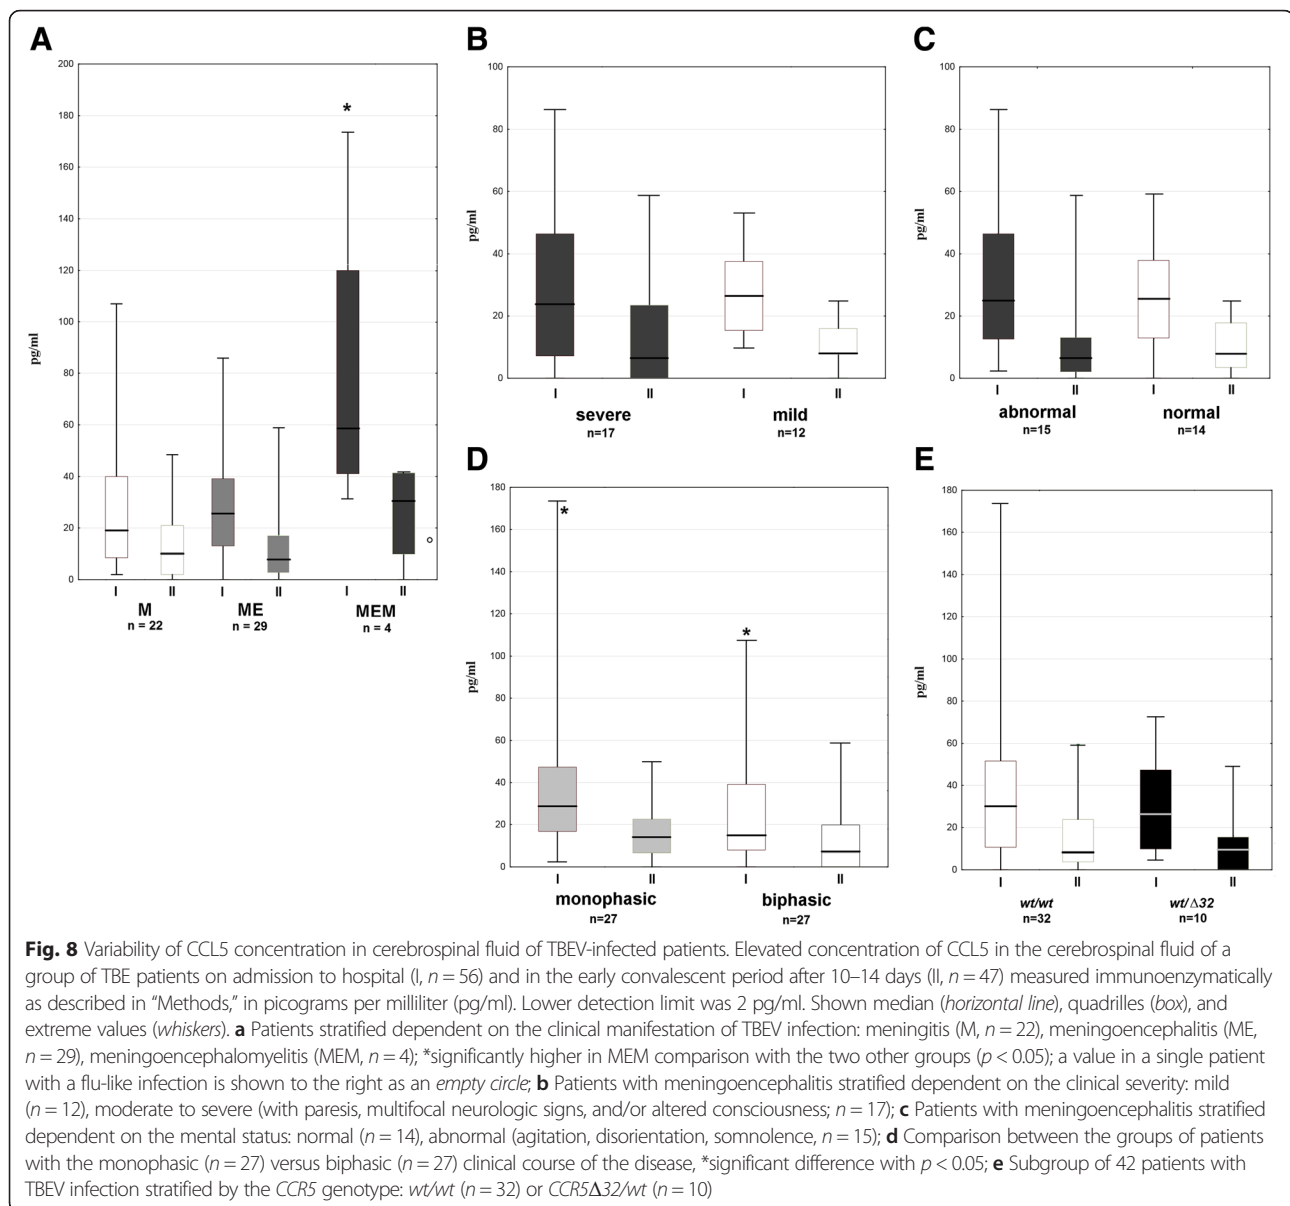 A
200
180
160
140
120
100
80
60
40
20
0
pg/ml
*
I II I II I II
M ME MEM
n = 22 n = 29 n = 4
B
100
80
60
40
20
0
pg/ml
I II I II
severe mild
n=17 n=12
C
100
80
60
40
20
0
pg/ml
I II I II
abnormal normal
n=15 n=14
D
180
160
140
120
100
80
60
40
20
0
pg/ml
* *
I II I II
monophasic biphasic
n=27 n=27
E
180
160
140
120
100
80
60
40
20
0
pg/ml
I II I II
wt/wt wt/Δ32
n=32 n=10
Fig. 8 Variability of CCL5 concentration in cerebrospinal fluid of TBEV-infected patients. Elevated concentration of CCL5 in the cerebrospinal fluid of a
group of TBE patients on admission to hospital (I, n = 56) and in the early convalescent period after 10–14 days (II, n = 47) measured immunoenzymatically
as described in “Methods,” in picograms per milliliter (pg/ml). Lower detection limit was 2 pg/ml. Shown median (horizontal line), quadrilles (box), and
extreme values (whiskers). a Patients stratified dependent on the clinical manifestation of TBEV infection: meningitis (M, n = 22), meningoencephalitis (ME,
n = 29), meningoencephalomyelitis (MEM, n = 4); *significantly higher in MEM comparison with the two other groups (p < 0.05); a value in a single patient
with a flu-like infection is shown to the right as an empty circle; b Patients with meningoencephalitis stratified dependent on the clinical severity: mild
(n = 12), moderate to severe (with paresis, multifocal neurologic signs, and/or altered consciousness; n = 17); c Patients with meningoencephalitis stratified
dependent on the mental status: normal (n = 14), abnormal (agitation, disorientation, somnolence, n = 15); d Comparison between the groups of patients
with the monophasic (n = 27) versus biphasic (n = 27) clinical course of the disease, *significant difference with p < 0.05; e Subgroup of 42 patients with
TBEV infection stratified by the CCR5 genotype: wt/wt (n = 32) or CCR5Δ32/wt (n = 10)